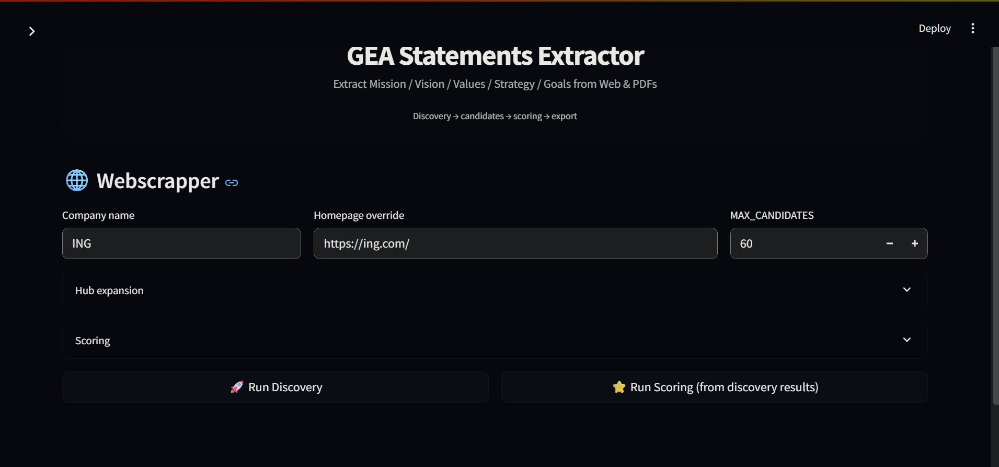 Deploy
GEA Statements Extractor
Extract Mission / Vision / Values / Strategy / Goals from Web & PDFs
Discovery → candidates → scoring → export
Webscrapper
Company name
Homepage override
MAX_CANDIDATES
ING
https://ing.com/
60
Hub expansion
Scoring
Run Discovery
Run Scoring (from discovery results)